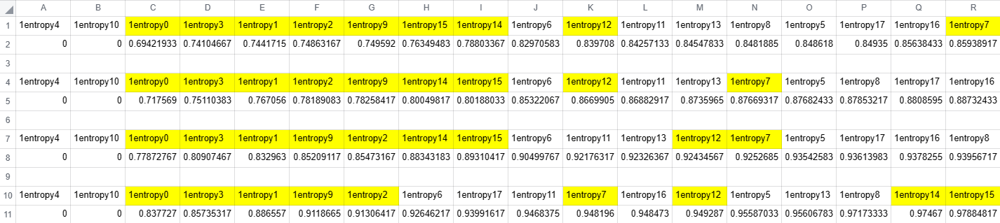 A B C D E F G H I J K L M N O P Q R
1 1entropy4 1entropy10 1entropy0 1entropy3 1entropy1 1entropy2 1entropy9 1entropy15 1entropy14 1entropy6 1entropy12 1entropy11 1entropy13 1entropy8 1entropy5 1entropy17 1entropy16 1entropy7
2 0 0 0.69421933 0.74104667 0.7441715 0.74863167 0.749592 0.76349483 0.78803367 0.82970583 0.839708 0.84257133 0.84547833 0.8481885 0.848618 0.84935 0.85638433 0.85938917
3
4 1entropy4 1entropy10 1entropy0 1entropy3 1entropy1 1entropy2 1entropy9 1entropy14 1entropy15 1entropy6 1entropy12 1entropy11 1entropy13 1entropy7 1entropy5 1entropy8 1entropy17 1entropy16
5 0 0 0.717569 0.75110383 0.767056 0.78189083 0.78258417 0.80049817 0.80188033 0.85322067 0.8669905 0.86882917 0.8735965 0.87669317 0.87682433 0.87853217 0.8808595 0.88732433
6
7 1entropy4 1entropy10 1entropy0 1entropy3 1entropy1 1entropy9 1entropy2 1entropy14 1entropy15 1entropy6 1entropy11 1entropy13 1entropy12 1entropy7 1entropy5 1entropy17 1entropy16 1entropy8
8 0 0 0.77872767 0.80907467 0.832963 0.85209117 0.85473167 0.88343183 0.89310417 0.90499767 0.92176317 0.92326367 0.92434567 0.9252685 0.93542583 0.93613983 0.9378255 0.93956717
9
10 1entropy4 1entropy10 1entropy0 1entropy3 1entropy1 1entropy9 1entropy2 1entropy6 1entropy17 1entropy11 1entropy7 1entropy16 1entropy12 1entropy5 1entropy13 1entropy8 1entropy14 1entropy15
11 0 0 0.837727 0.85735317 0.886557 0.9118665 0.91306417 0.92646217 0.93991617 0.9468375 0.948196 0.948473 0.949287 0.95587033 0.95606783 0.97173333 0.97467 0.97884817